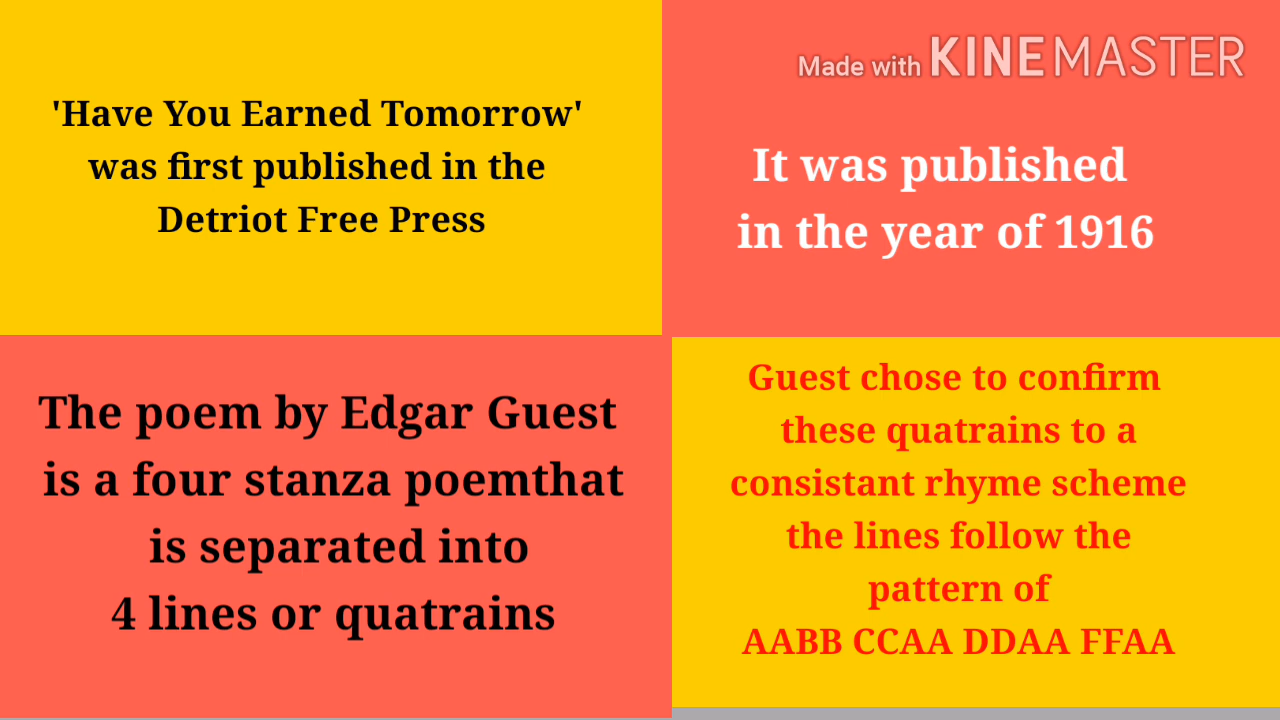 'Have You Earned Tomorrow'
was first published in the
Detriot Free Press
Made with KINEMASTER
It was published
in the year of 1916
The poem by Edgar Guest
is a four stanza poemthat
is separated into
4 lines or quatrains
Guest chose to confirm
these quatrains to a
consistant rhyme scheme
the lines follow the
pattern of
AABB CCAA DDAA FFAA